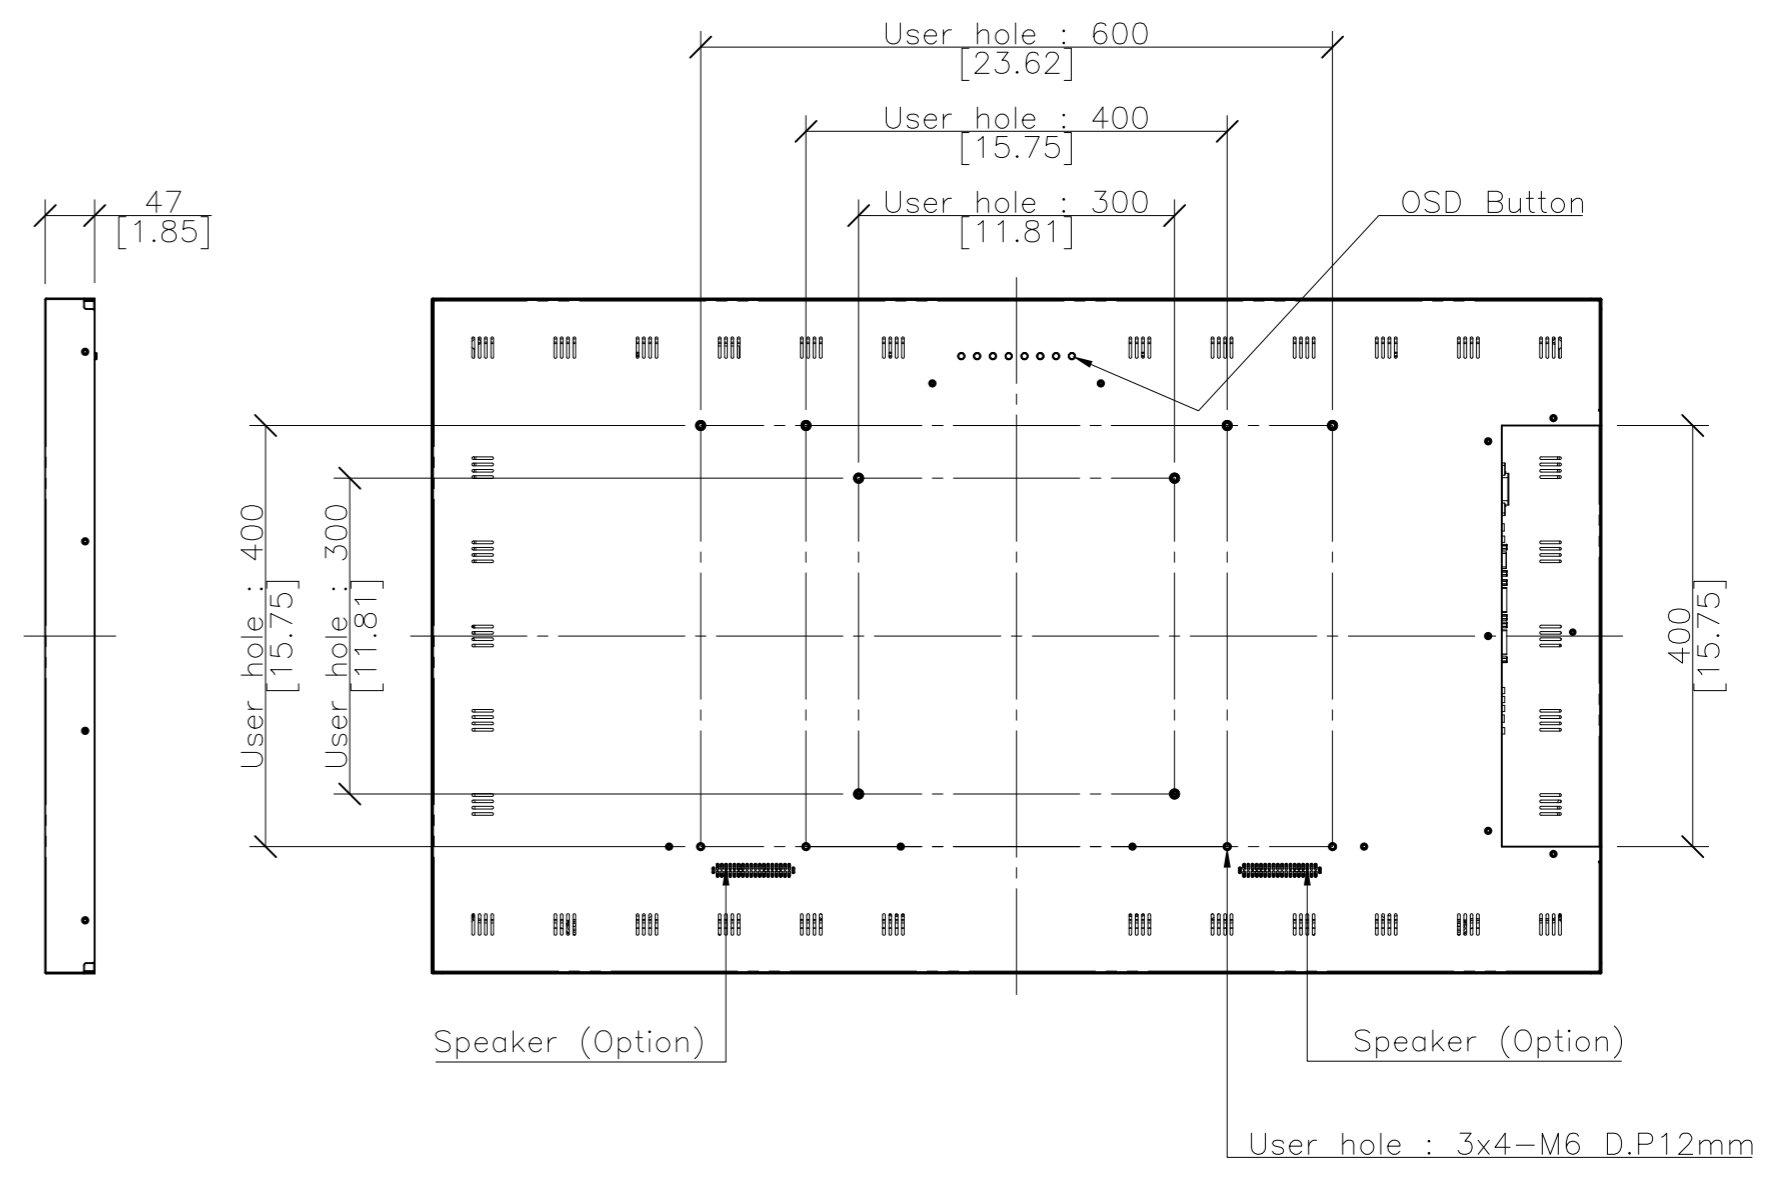 User hole : 600
[23.62]
User hole : 400
[15.75]
User hole : 300
[11.81]
47
[1.85]
OSD Button
User hole : 400
[15.75]
User hole : 300
[11.81]
400
[15.75]
Speaker (Option)
Speaker (Option)
User hole : 3x4-M6 D.P12mm